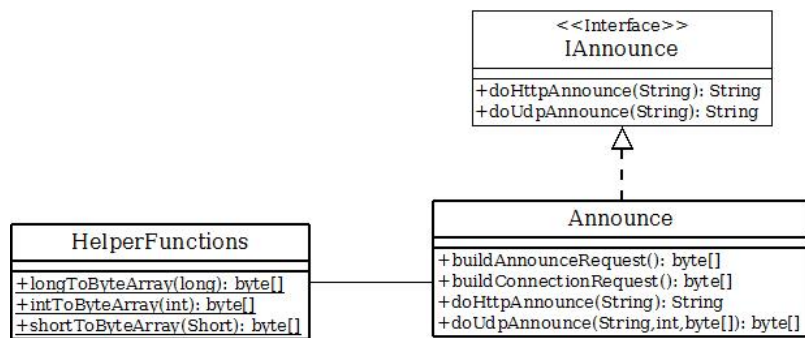 <<Interface>>
IAnnounce
+doHttpAnnounce(String): String
+doUdpAnnounce(String): String
Announce
+buildAnnounceRequest(): byte[]
+buildConnectionRequest(): byte[]
+doHttpAnnounce(String): String
+doUdpAnnounce(String,int,byte[]): byte[]
HelperFunctions
+longToByteArray(long): byte[]
+intToByteArray(int): byte[]
+shortToByteArray(Short): byte[]